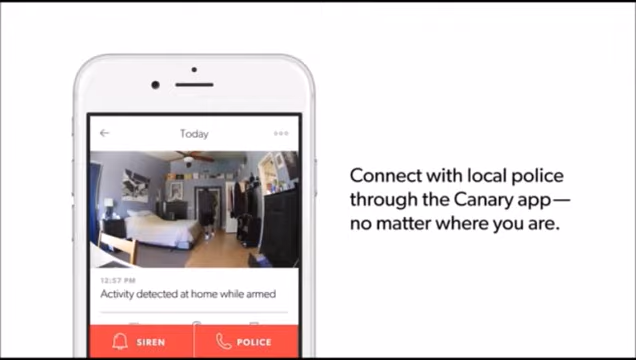 Today
12:57 PM
Activity detected at home while armed
SIREN
POLICE
Connect with local police
through the Canary app—
no matter where you are.